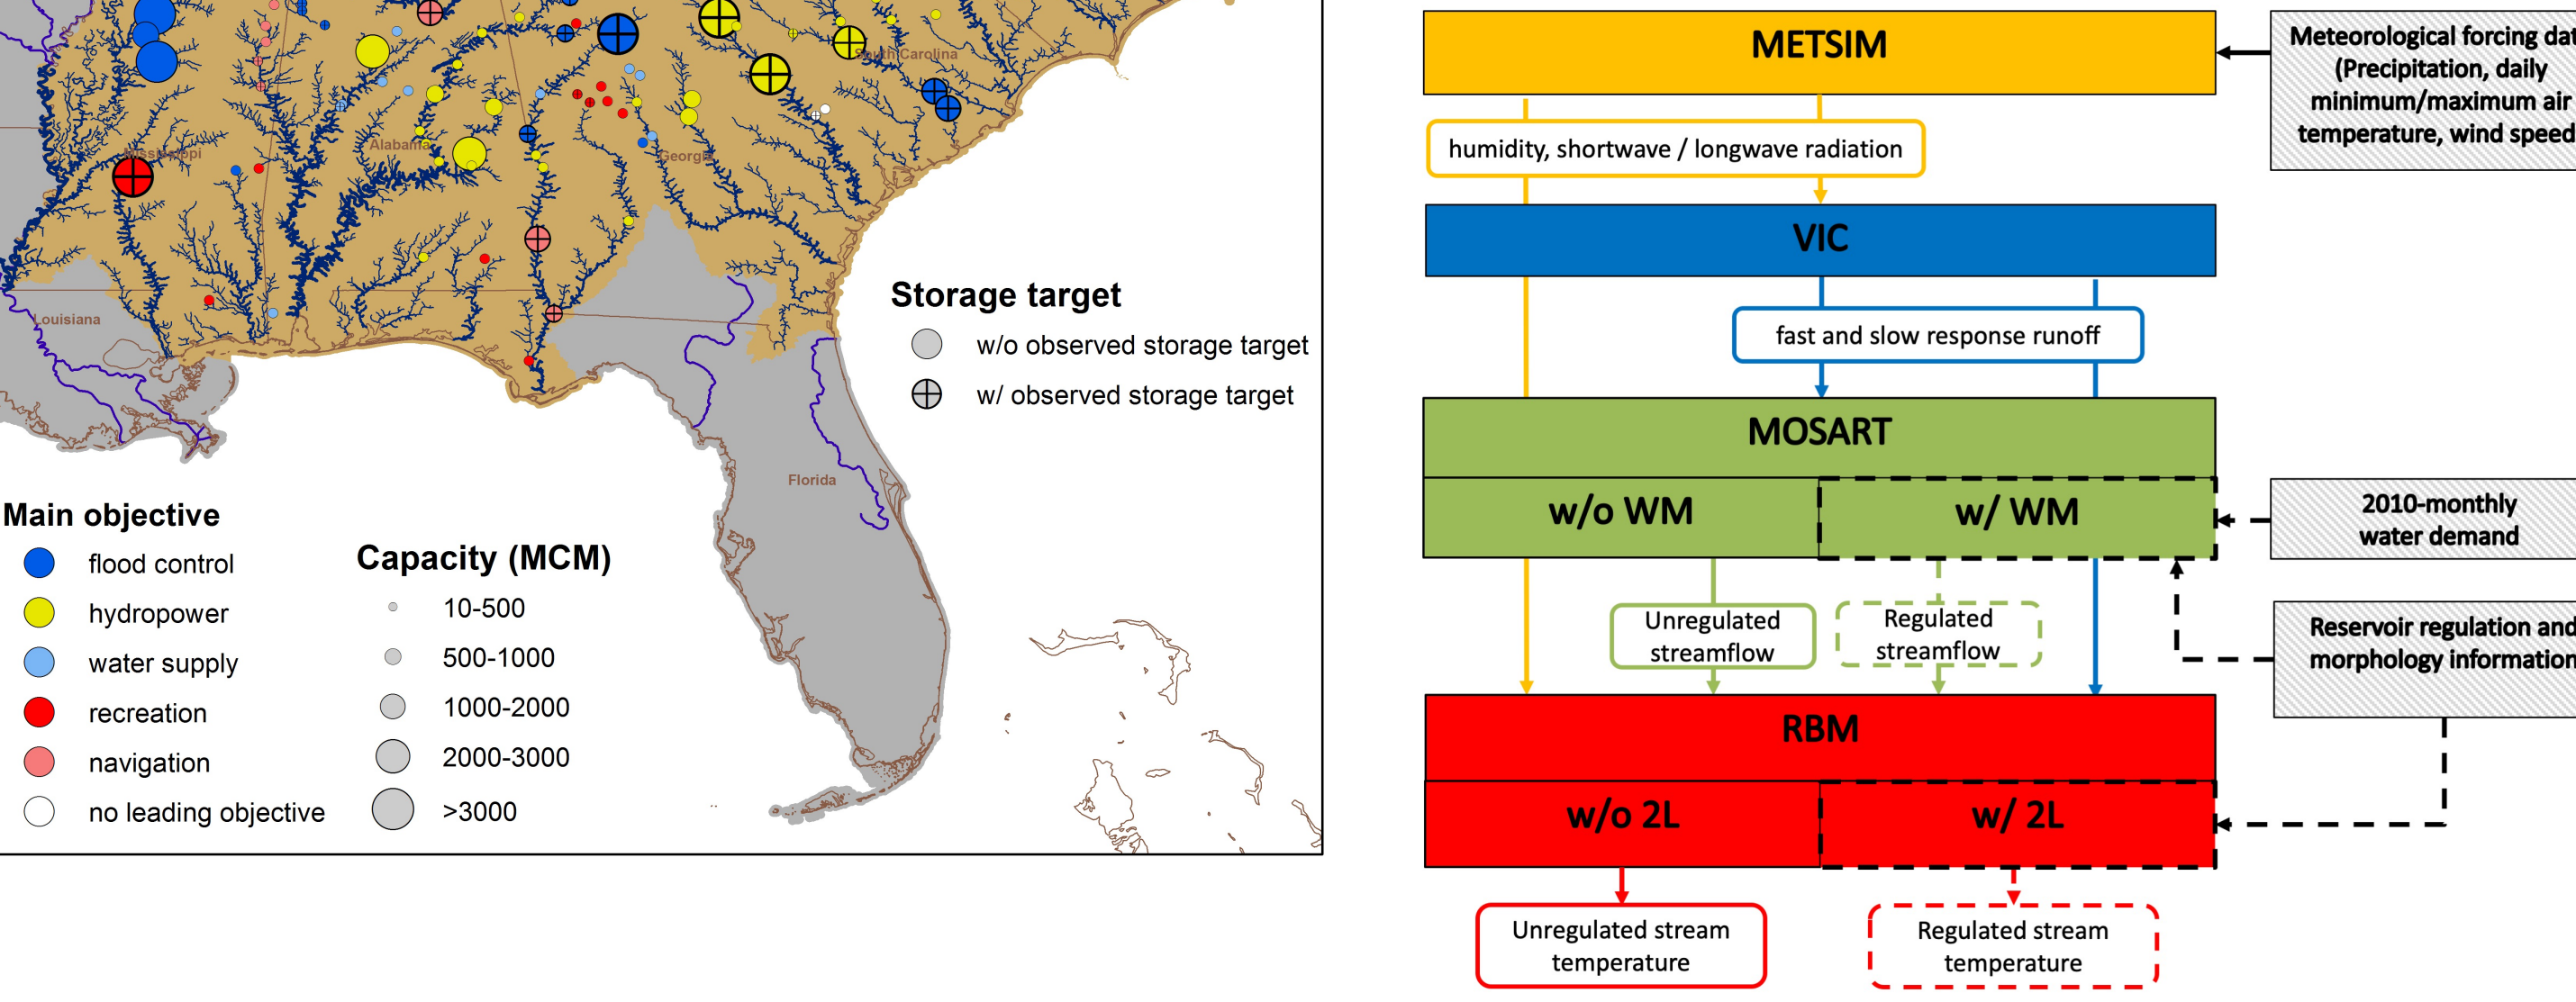 South Carolina
Mississippi
Alabama
Georgia
Louisiana
Florida
Storage target
w/o observed storage target
w/ observed storage target
Main objective
flood control
hydropower
water supply
recreation
navigation
no leading objective
Capacity (MCM)
10-500
500-1000
1000-2000
2000-3000
>3000
METSIM
humidity, shortwave / longwave radiation
VIC
fast and slow response runoff
MOSART
w/o WM
w/ WM
Unregulated
streamflow
Regulated
streamflow
RBM
w/o 2L
w/ 2L
Unregulated stream
temperature
Regulated stream
temperature
Meteorological forcing dat
(Precipitation, daily
minimum/maximum air
temperature, wind speed
2010-monthly
water demand
Reservoir regulation and
morphology information